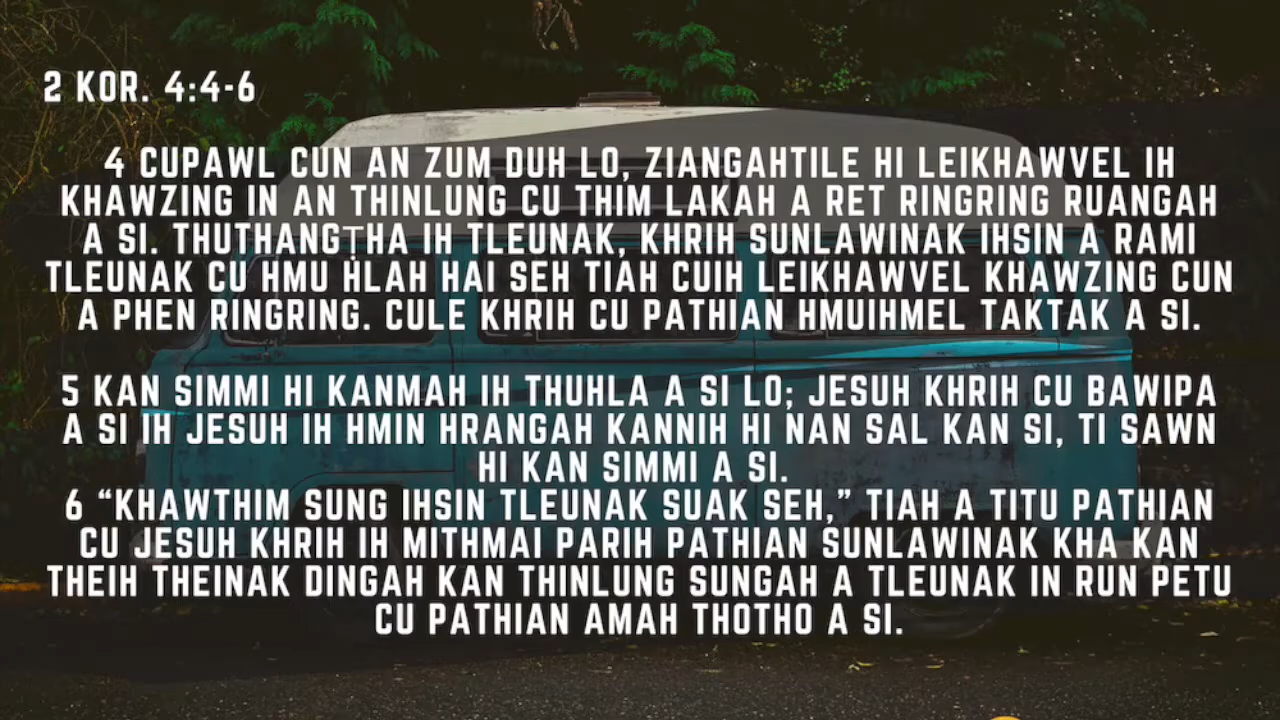 2 KOR. 4:4-6
4 CUPAWL CUN AN ZUM DUH LO, ZIANGAHTILE HI LEIKHAWVEL IH
KHAWZING IN AN THINLUNG CU THIM LAKAH A RET RINGRING RUANGAH
A SI. THUTHANGṬHA IH TLEUNAK, KHRIH SUNLAWINAK IHSIN A RAMI
TLEUNAK CU HMU HLAH HAI SEH TIAH CUIH LEIKHAWVEL KHAWZING CUN
A PHEN RINGRING. CULE KHRIH CU PATHIAN HMUIHMEL TAKTAK A SI.
5 KAN SIMMI HI KANMAH IH THUHLA A SI LO; JESUH KHRIH CU BAWIPA
A SI IH JESUH IH HMIN HRANGAH KANNIH HI NAN SAL KAN SI, TI SAWN
HI KAN SIMMI A SI.
6 “KHAWTHIM SUNG IHSIN TLEUNAK SUAK SEH,” TIAH A TITU PATHIAN
CU JESUH KHRIH IH MITHMAI PARIH PATHIAN SUNLAWINAK KHA KAN
THEIH THEINAK DINGAH KAN THINLUNG SUNGAH A TLEUNAK IN RUN PETU
CU PATHIAN AMAH THOTHO A SI.